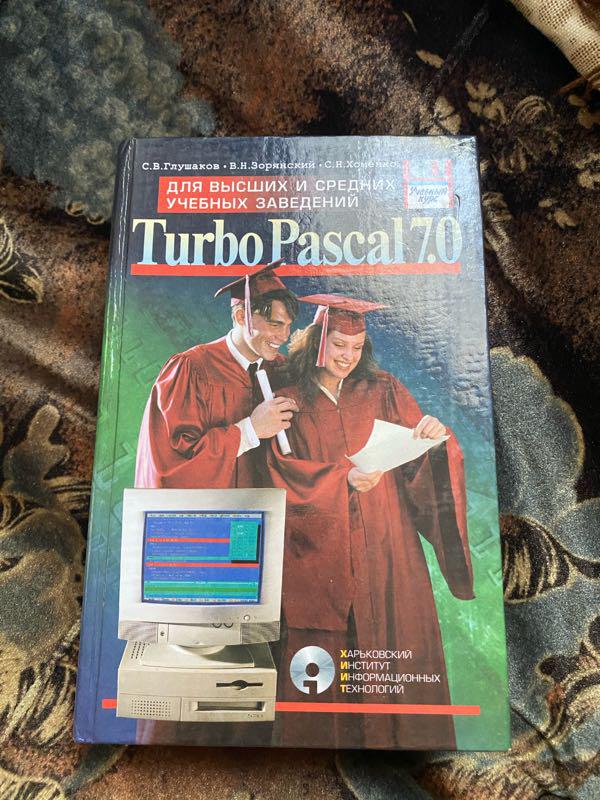 С.В.Глушаков • В.Н.Зорянский • С.Н.Хоменко
ДЛЯ ВЫСШИХ И СРЕДНИХ
УЧЕБНЫХ ЗАВЕДЕНИЙ
Учебный
курс
Turbo Pascal 7.0
ХАРЬКОВСКИЙ
ИНСТИТУТ
ИНФОРМАЦИОННЫХ
ТЕХНОЛОГИЙ